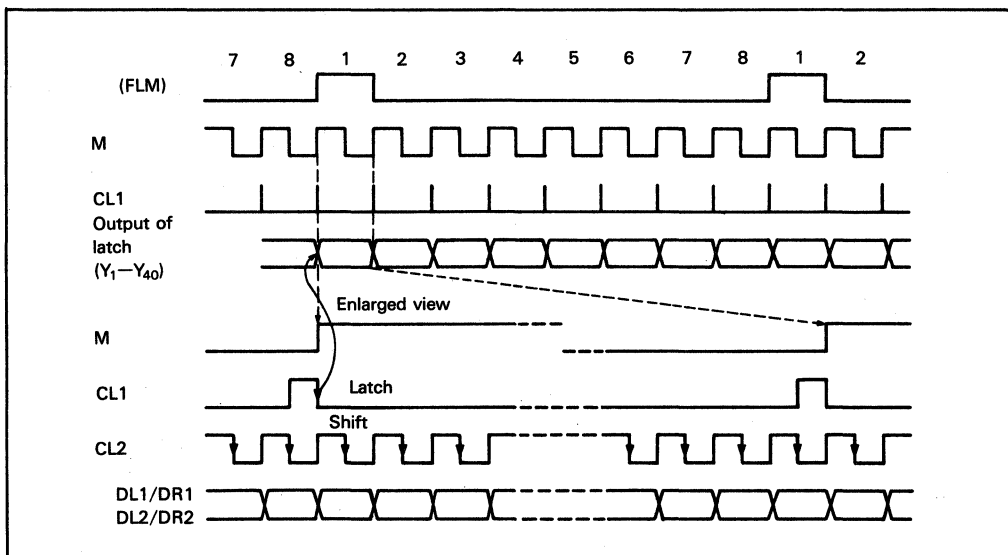 7 8 1 2 3 4 5 6 7 8 1 2
(FLM)
M
CL1
Output of
latch
(Y₁—Y₄₀)
Enlarged view
M
CL1
Latch
Shift
CL2
DL1/DR1
DL2/DR2